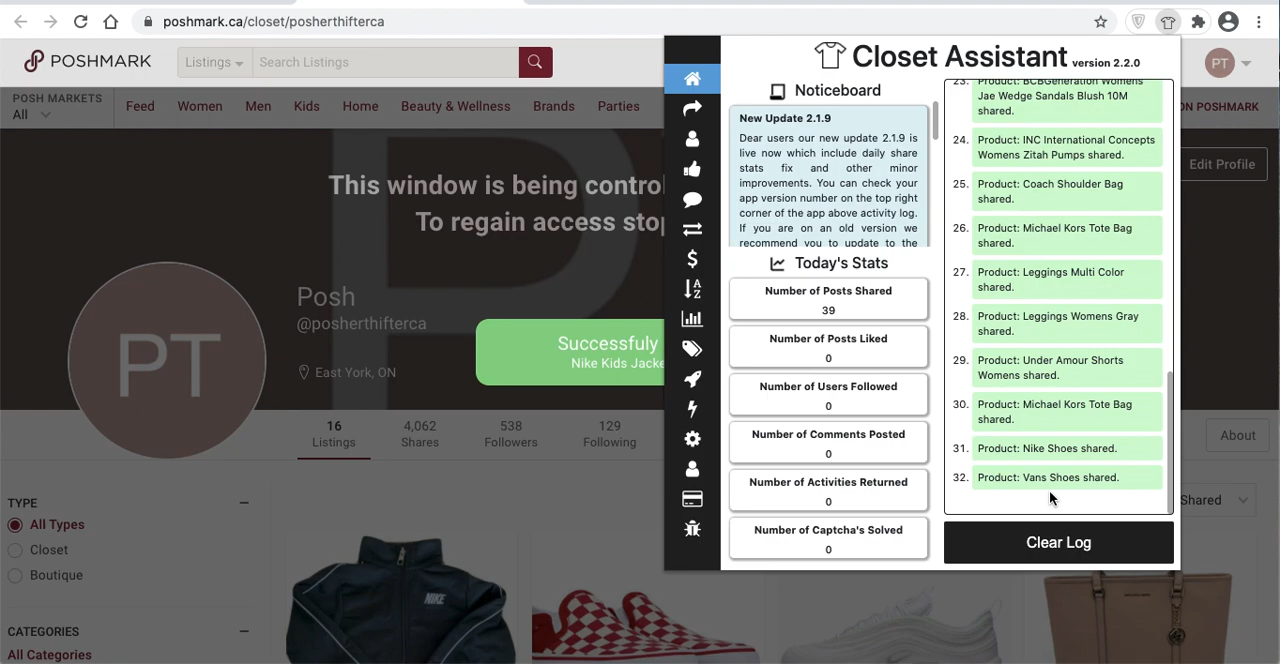 poshmark.ca/closet/posherthifterca
POSHMARK
Listings
Search Listings
PT
POSH MARKETS
All
Feed
Women
Men
Kids
Home
Beauty & Wellness
Brands
Parties
ON POSHMARK
This window is being contro
To regain access sto
Edit Profile
PT
Posh
@posherthifterca
East York, ON
Successfuly
Nike Kids Jacke
16
Listings
4,062
Shares
538
Followers
129
Following
About
TYPE
All Types
Closet
Boutique
Shared
CATEGORIES
All Categories
NIKE
Closet Assistant version 2.2.0
Noticeboard
New Update 2.1.9
Dear users our new update 2.1.9 is
live now which include daily share
stats fix and other minor
improvements. You can check your
app version number on the top right
corner of the app above activity log.
If you are on an old version we
recommend you to update to the
Today's Stats
Number of Posts Shared
39
Number of Posts Liked
0
Number of Users Followed
0
Number of Comments Posted
0
Number of Activities Returned
0
Number of Captcha's Solved
0
23. Product: BCBGeneration Womens
Jae Wedge Sandals Blush 10M
shared.
24. Product: INC International Concepts
Womens Zitah Pumps shared.
25. Product: Coach Shoulder Bag
shared.
26. Product: Michael Kors Tote Bag
shared.
27. Product: Leggings Multi Color
shared.
28. Product: Leggings Womens Gray
shared.
29. Product: Under Amour Shorts
Womens shared.
30. Product: Michael Kors Tote Bag
shared.
31. Product: Nike Shoes shared.
32. Product: Vans Shoes shared.
Clear Log